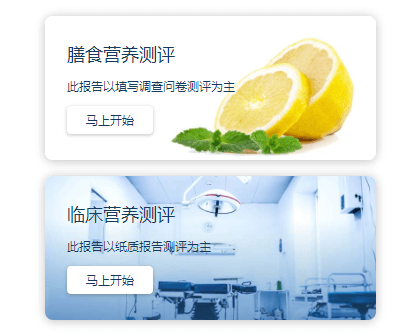 膳食营养测评
此报告以填写调查问卷测评为主
马上开始
临床营养测评
此报告以纸质报告测评为主
马上开始